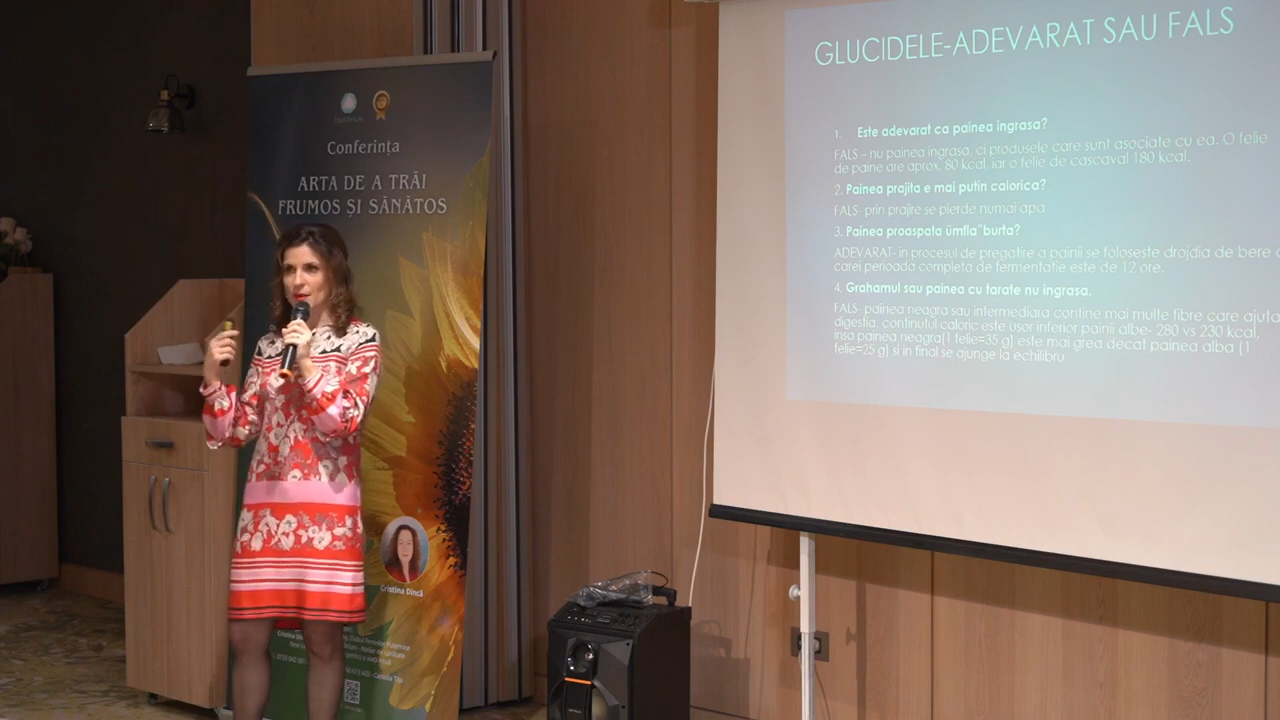 Conferința
ARTA DE A TRĂI
FRUMOS ȘI SĂNĂTOS
Cristina Dincă
GLUCIDELE-ADEVARAT SAU FALS
1. Este adevarat ca painea ingrasa?
FALS – nu painea ingrasa, ci produsele care sunt asociate cu ea. O felie
de paine are aprox. 80 kcal, iar o felie de cascaval 180 kcal.
2. Painea prajita e mai putin calorica?
FALS- prin prajire se pierde numai apa
3. Painea proaspata umfla burta?
ADEVARAT- in procesul de pregatire a painii se foloseste drojdia de bere a
carei perioada completa de fermentatie este de 12 ore.
4. Grahamul sau painea cu tarate nu ingrasa.
FALS- painea neagra sau intermediara contine mai multe fibre care ajuta
digestia, continutul caloric este usor inferior painii albe- 280 vs 230 kcal,
insa painea neagra(1 felie=35 g) este mai grea decat painea alba (1
felie=25 g) si in final se ajunge la echilibru